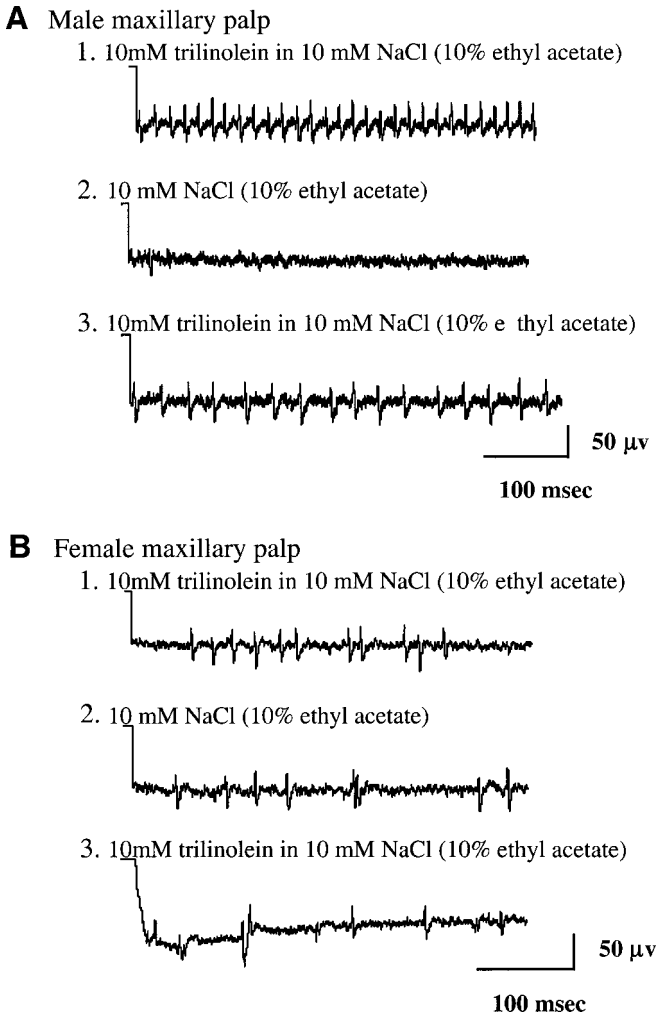 A Male maxillary palp
1. 10mM trilinolein in 10 mM NaCl (10% ethyl acetate)
2. 10 mM NaCl (10% ethyl acetate)
3. 10mM trilinolein in 10 mM NaCl (10% e thyl acetate)
50 μv
100 msec
B Female maxillary palp
1. 10mM trilinolein in 10 mM NaCl (10% ethyl acetate)
2. 10 mM NaCl (10% ethyl acetate)
3. 10mM trilinolein in 10 mM NaCl (10% ethyl acetate)
50 μv
100 msec